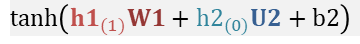 tanh(h1₍₁₎W1 + h2₍₀₎U2 + b2)